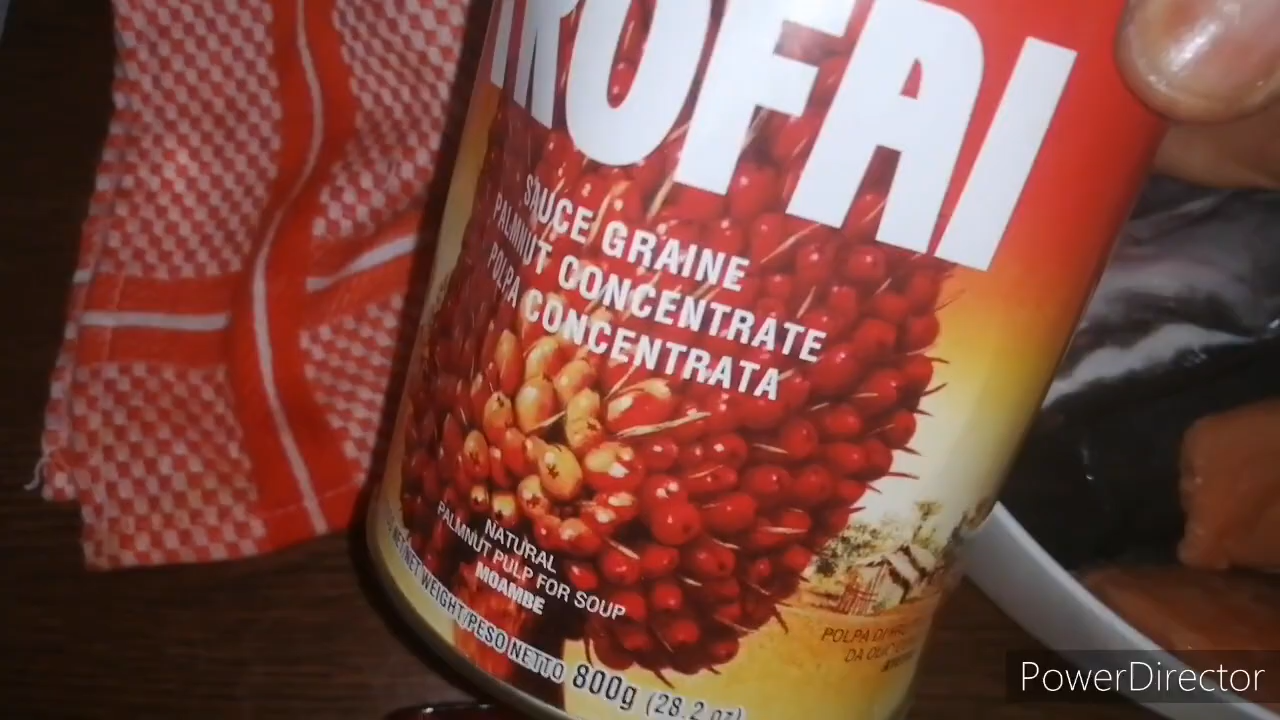 TROFAI
SAUCE GRAINE
PALMNUT CONCENTRATE
POLPA CONCENTRATA
NATURAL
PALMNUT PULP FOR SOUP
MOAMBE
NET WEIGHT/PESO NETTO 800g (28.2 oz)
POLPA DI
DA OLIO
PowerDirector